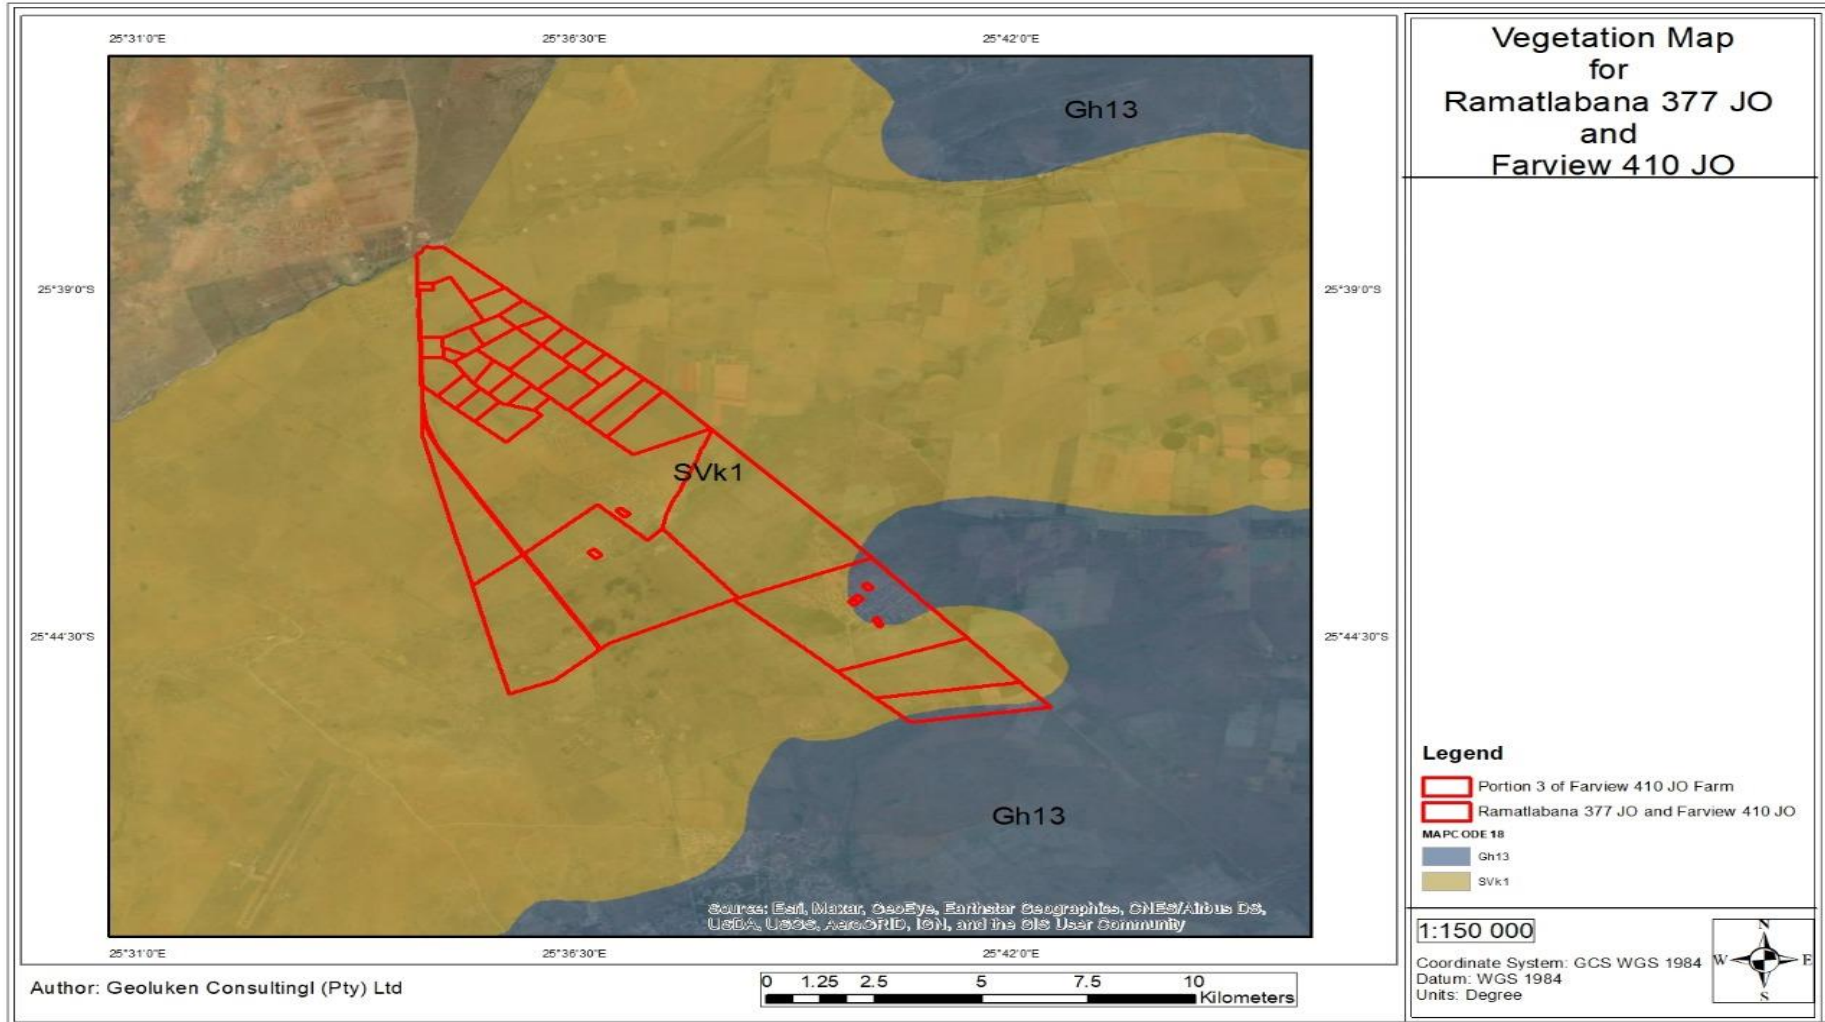 Vegetation Map
for
Ramatlabana 377 JO
and
Farview 410 JO
25°31'0"E
25°36'30"E
25°42'0"E
Gh13
25°39'0"S
25°39'0"S
SVk1
25°44'30"S
25°44'30"S
Gh13
Source: Esri, Maxar, GeoEye, Earthstar Geographics, CNES/Airbus DS,
USDA, USGS, AeroGRID, IGN, and the GIS User Community
25°31'0"E
25°36'30"E
25°42'0"E
Legend
Portion 3 of Farview 410 JO Farm
Ramatlabana 377 JO and Farview 410 JO
MAPCODE 18
Gh13
SVk1
1:150 000
Coordinate System: GCS WGS 1984
Datum: WGS 1984
Units: Degree
N
W
E
S
Author: Geoluken Consultingl (Pty) Ltd
0 1.25 2.5 5 7.5 10
Kilometers